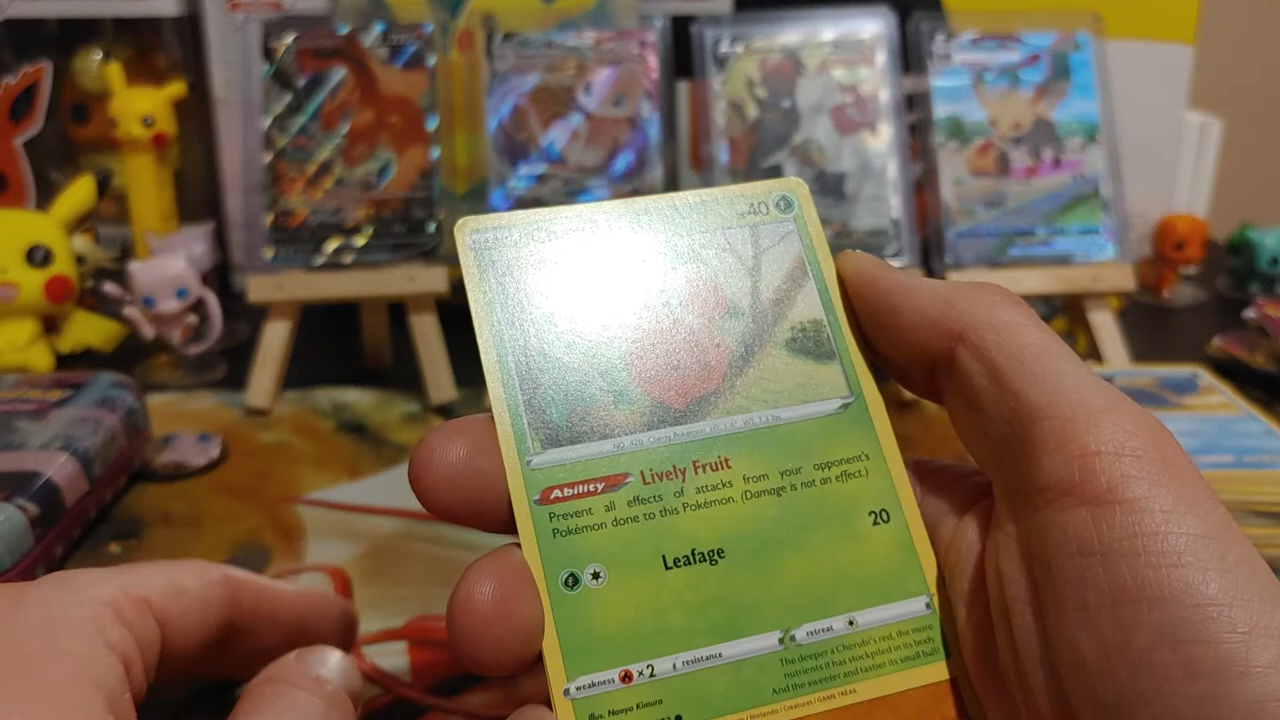 40
NO. 420 Cherry Pokémon HT: 1'4" WT: 7.3 lbs
Ability Lively Fruit
Prevent all effects of attacks from your opponent's
Pokémon done to this Pokémon. (Damage is not an effect.)
Leafage 20
weakness ×2 resistance retreat
The deeper a Cherubi's red, the more
nutrients it has stockpiled in its body.
And the sweeter and tastier its small ball!
Illus. Naoyo Kimura
/ Nintendo / Creatures / GAME FREAK